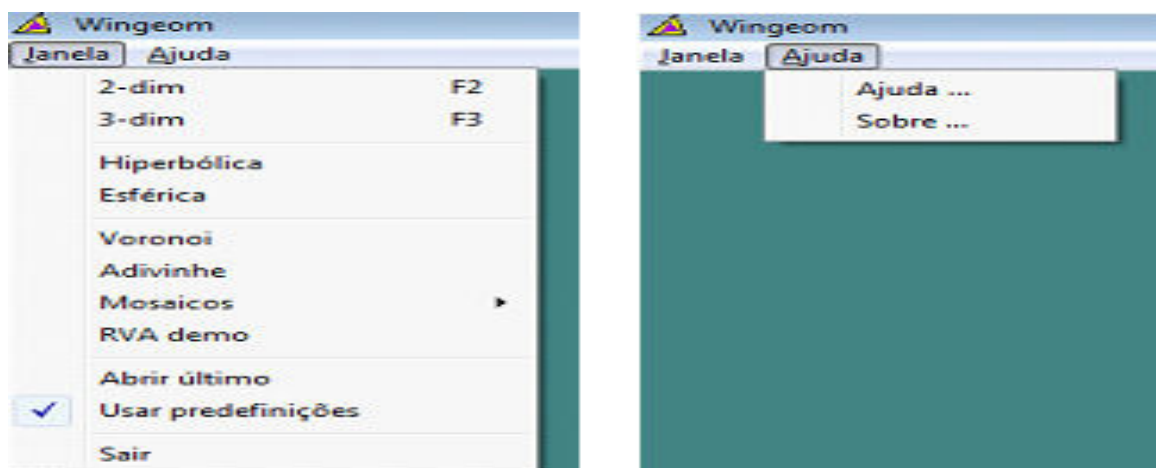 Wingeom
Janela Ajuda
2-dim F2
3-dim F3
Hiperbólica
Esférica
Voronoi
Adivinhe
Mosaicos
RVA demo
Abrir último
Usar predefinições
Sair
Wingeom
Janela Ajuda
Ajuda ...
Sobre ...